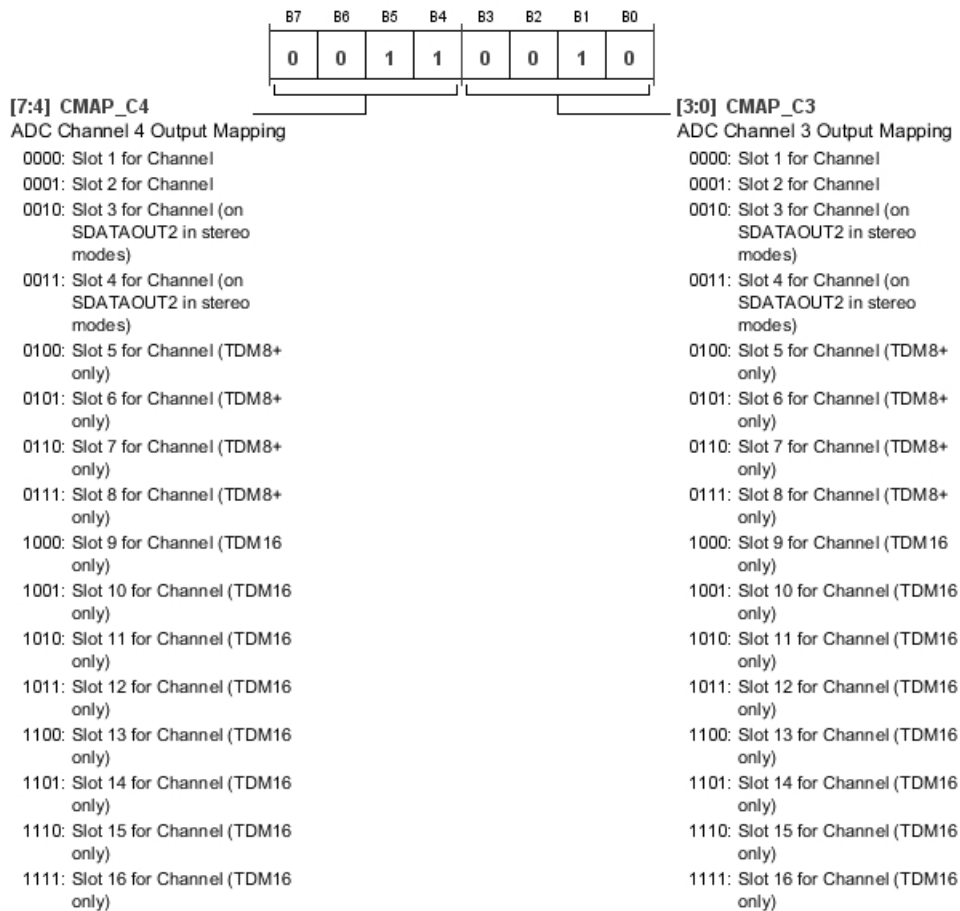 B7 B6 B5 B4 B3 B2 B1 B0
0 0 1 1 0 0 1 0
[7:4] CMAP_C4
ADC Channel 4 Output Mapping
0000: Slot 1 for Channel
0001: Slot 2 for Channel
0010: Slot 3 for Channel (on
SDATAOUT2 in stereo
modes)
0011: Slot 4 for Channel (on
SDATAOUT2 in stereo
modes)
0100: Slot 5 for Channel (TDM8+
only)
0101: Slot 6 for Channel (TDM8+
only)
0110: Slot 7 for Channel (TDM8+
only)
0111: Slot 8 for Channel (TDM8+
only)
1000: Slot 9 for Channel (TDM16
only)
1001: Slot 10 for Channel (TDM16
only)
1010: Slot 11 for Channel (TDM16
only)
1011: Slot 12 for Channel (TDM16
only)
1100: Slot 13 for Channel (TDM16
only)
1101: Slot 14 for Channel (TDM16
only)
1110: Slot 15 for Channel (TDM16
only)
1111: Slot 16 for Channel (TDM16
only)
[3:0] CMAP_C3
ADC Channel 3 Output Mapping
0000: Slot 1 for Channel
0001: Slot 2 for Channel
0010: Slot 3 for Channel (on
SDATAOUT2 in stereo
modes)
0011: Slot 4 for Channel (on
SDATAOUT2 in stereo
modes)
0100: Slot 5 for Channel (TDM8+
only)
0101: Slot 6 for Channel (TDM8+
only)
0110: Slot 7 for Channel (TDM8+
only)
0111: Slot 8 for Channel (TDM8+
only)
1000: Slot 9 for Channel (TDM16
only)
1001: Slot 10 for Channel (TDM16
only)
1010: Slot 11 for Channel (TDM16
only)
1011: Slot 12 for Channel (TDM16
only)
1100: Slot 13 for Channel (TDM16
only)
1101: Slot 14 for Channel (TDM16
only)
1110: Slot 15 for Channel (TDM16
only)
1111: Slot 16 for Channel (TDM16
only)